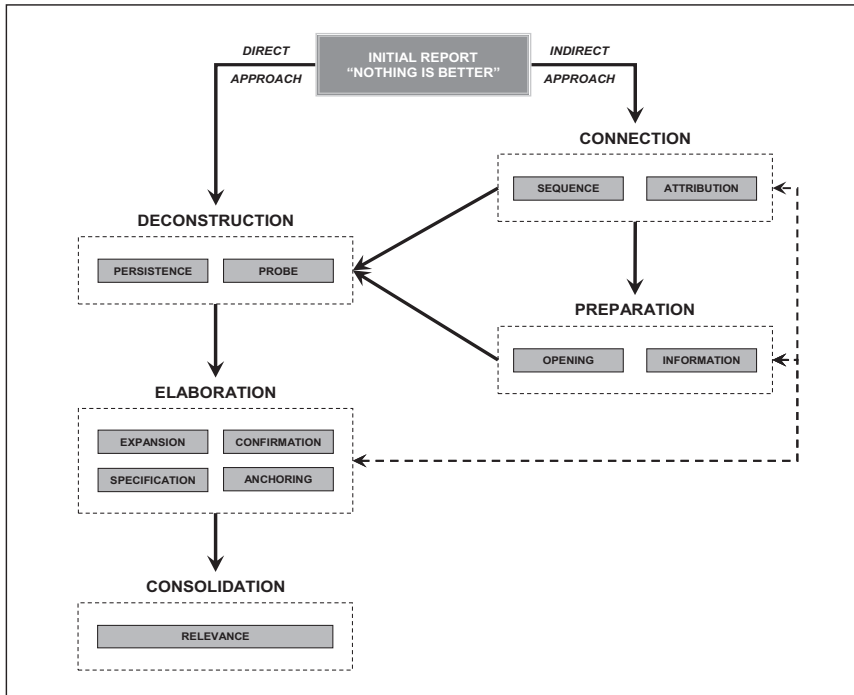 DIRECT
APPROACH
INITIAL REPORT
“NOTHING IS BETTER”
INDIRECT
APPROACH
CONNECTION
SEQUENCE
ATTRIBUTION
DECONSTRUCTION
PERSISTENCE
PROBE
PREPARATION
OPENING
INFORMATION
ELABORATION
EXPANSION
CONFIRMATION
SPECIFICATION
ANCHORING
CONSOLIDATION
RELEVANCE